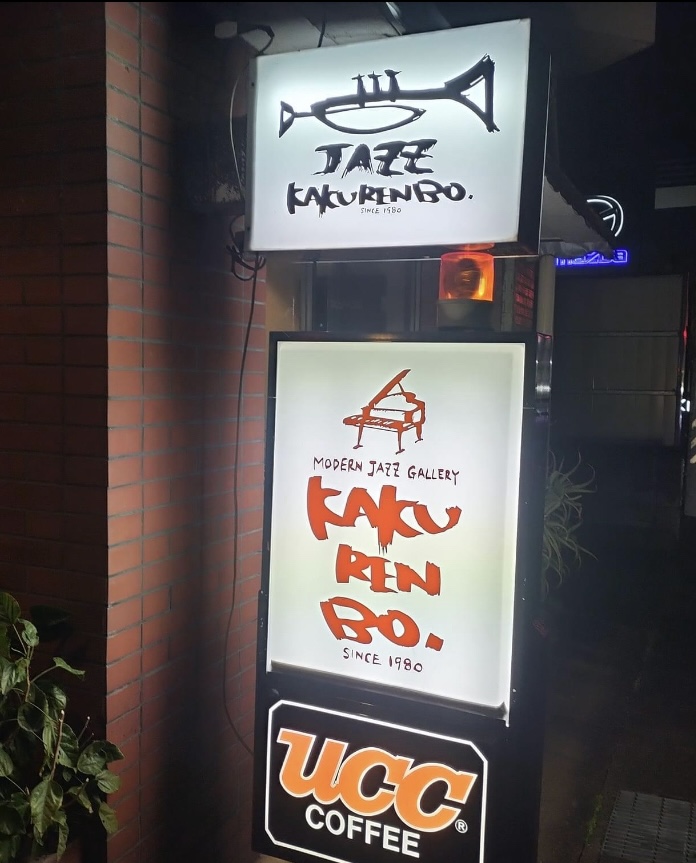 JAZZ
KAKURENBO.
SINCE 1980
MODERN JAZZ GALLERY
KAKU
REN
BO.
SINCE 1980
UCC®
COFFEE